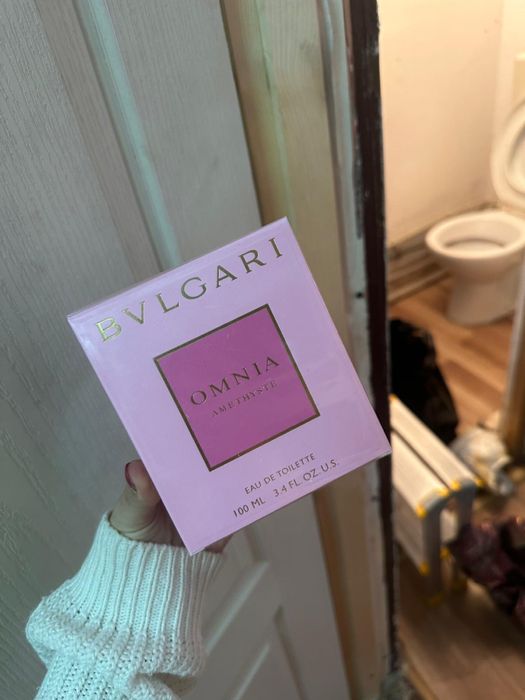 BVLGARI
OMNIA
AMETHYSTE
EAU DE TOILETTE
100 ML 3.4 FL. OZ. U.S.